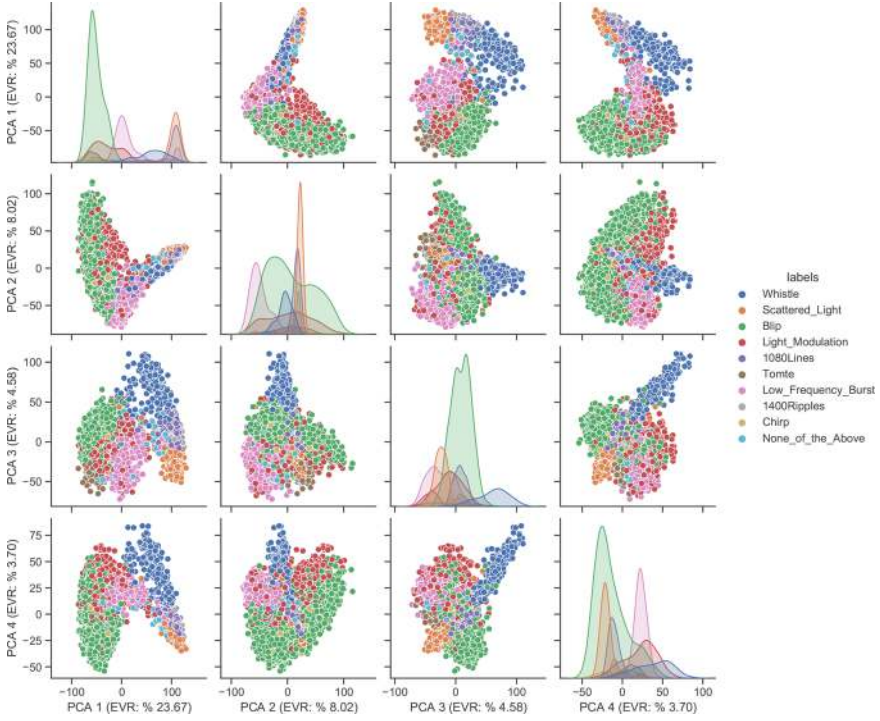 PCA 1 (EVR: % 23.67)
100
50
0
−50
PCA 2 (EVR: % 8.02)
100
50
0
−50
PCA 3 (EVR: % 4.58)
100
50
0
−50
PCA 4 (EVR: % 3.70)
75
50
25
0
−25
−50
−100 0 100
PCA 1 (EVR: % 23.67)
−100 0 100
PCA 2 (EVR: % 8.02)
−100 0 100
PCA 3 (EVR: % 4.58)
−50 0 50 100
PCA 4 (EVR: % 3.70)
labels
Whistle
Scattered_Light
Blip
Light_Modulation
1080Lines
Tomte
Low_Frequency_Burst
1400Ripples
Chirp
None_of_the_Above